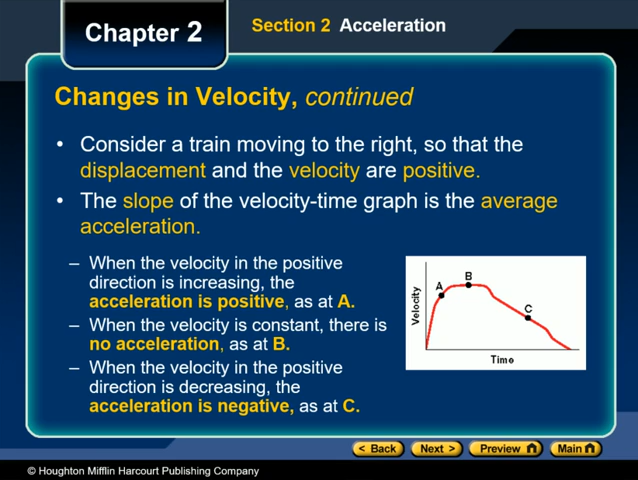 Chapter 2
Section 2 Acceleration
Changes in Velocity, continued
• Consider a train moving to the right, so that the
displacement and the velocity are positive.
• The slope of the velocity-time graph is the average
acceleration.
– When the velocity in the positive
direction is increasing, the
acceleration is positive, as at A.
– When the velocity is constant, there is
no acceleration, as at B.
– When the velocity in the positive
direction is decreasing, the
acceleration is negative, as at C.
Velocity
A
B
C
Time
< Back
Next >
Preview
Main
© Houghton Mifflin Harcourt Publishing Company